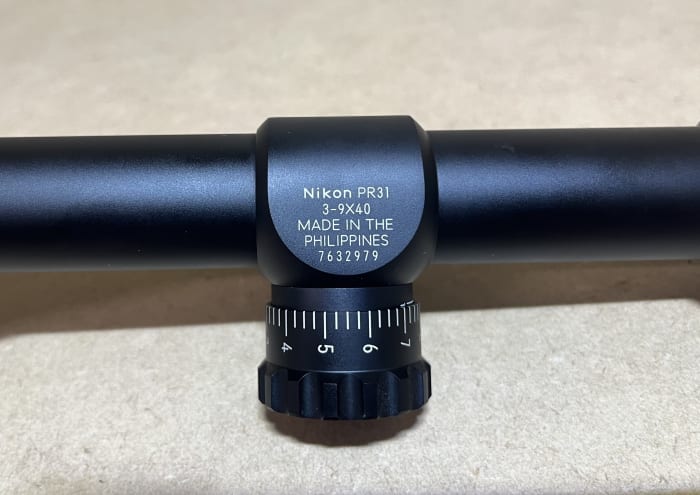 Nikon PR31
3-9X40
MADE IN THE
PHILIPPINES
7632979
4 5 6 7